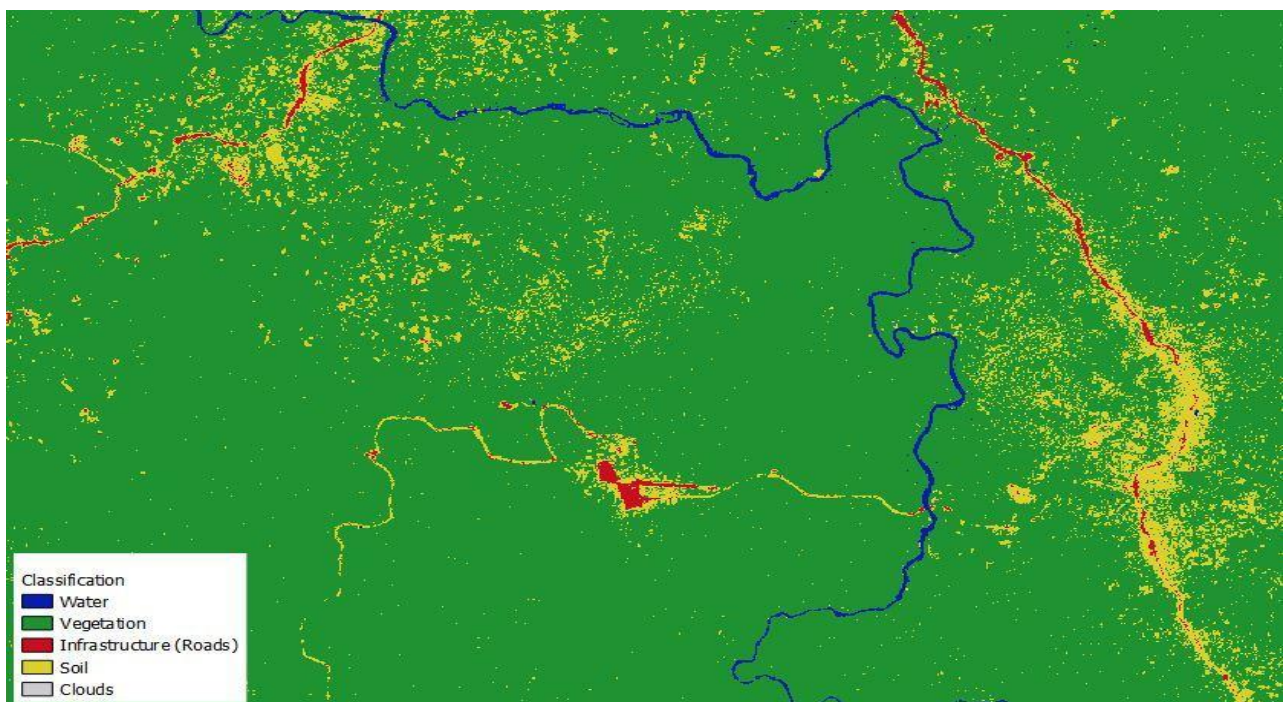 Classification
Water
Vegetation
Infrastructure (Roads)
Soil
Clouds